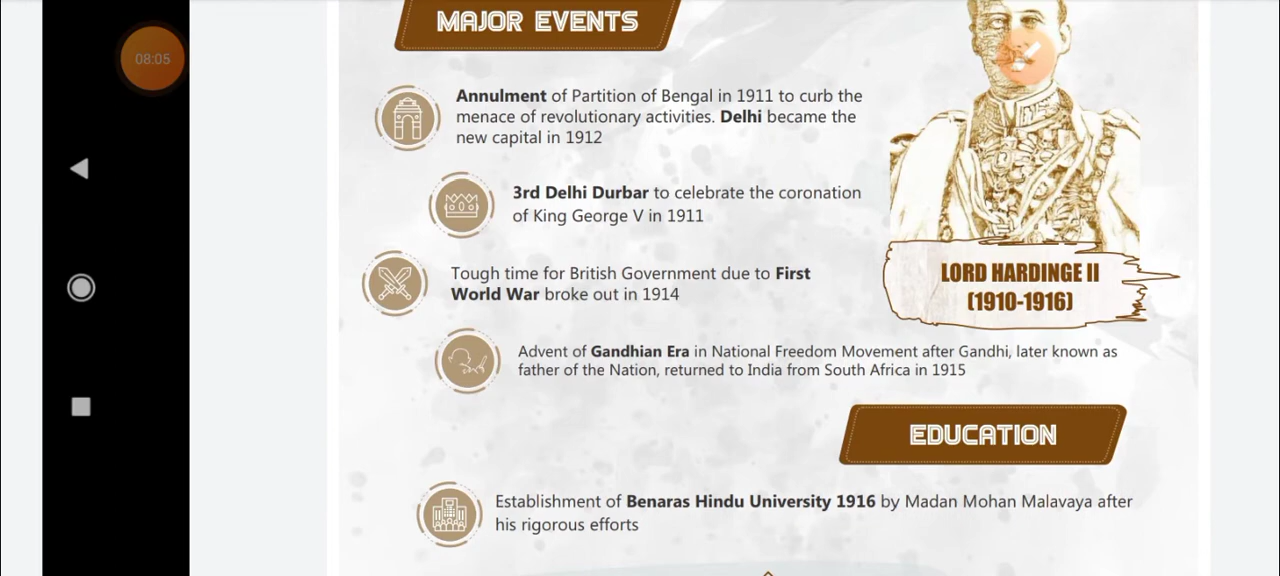 08:05
MAJOR EVENTS
Annulment of Partition of Bengal in 1911 to curb the
menace of revolutionary activities. Delhi became the
new capital in 1912
3rd Delhi Durbar to celebrate the coronation
of King George V in 1911
Tough time for British Government due to First
World War broke out in 1914
LORD HARDINGE II
(1910-1916)
Advent of Gandhian Era in National Freedom Movement after Gandhi, later known as
father of the Nation, returned to India from South Africa in 1915
EDUCATION
Establishment of Benaras Hindu University 1916 by Madan Mohan Malavaya after
his rigorous efforts